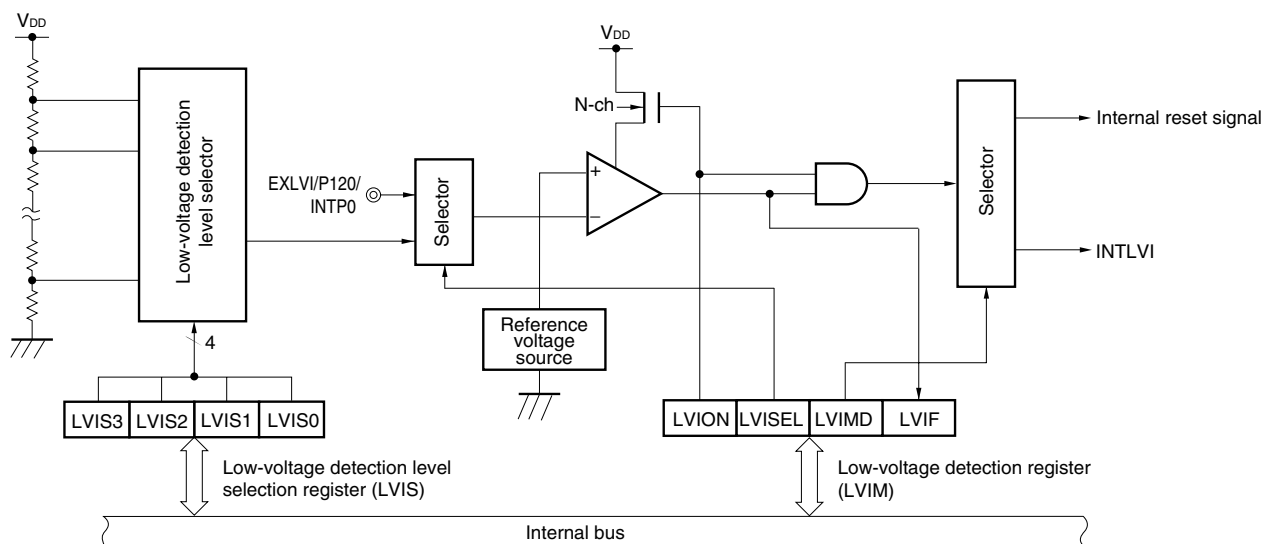 VDD
Low-voltage detection
level selector
4
LVIS3 LVIS2 LVIS1 LVIS0
Low-voltage detection level
selection register (LVIS)
EXLVI/P120/
INTP0
Selector
VDD
N-ch
+
−
Reference
voltage
source
Selector
Internal reset signal
INTLVI
LVION LVISEL LVIMD LVIF
Low-voltage detection register
(LVIM)
Internal bus